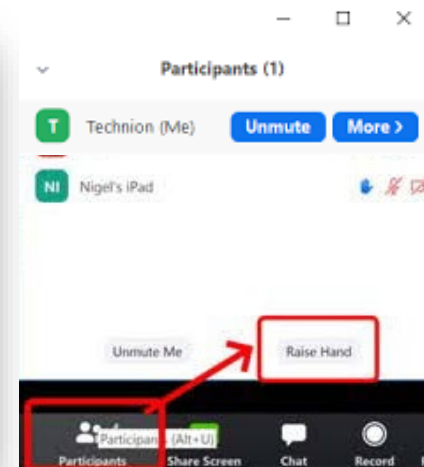 Participants (1)
T Technion (Me) Unmute More >
NI Nigel's iPad
Unmute Me Raise Hand
Participants (Alt+U)
Participants Share Screen Chat Record